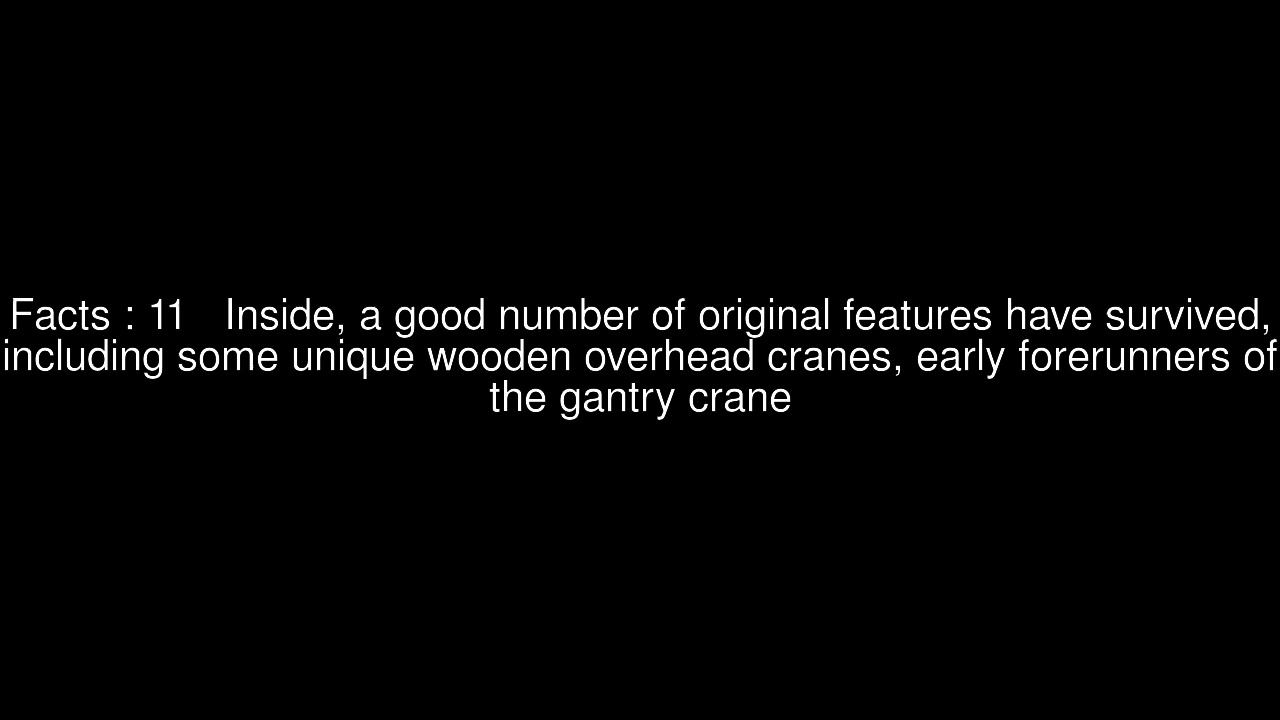 Facts : 11   Inside, a good number of original features have survived,
including some unique wooden overhead cranes, early forerunners of
the gantry crane